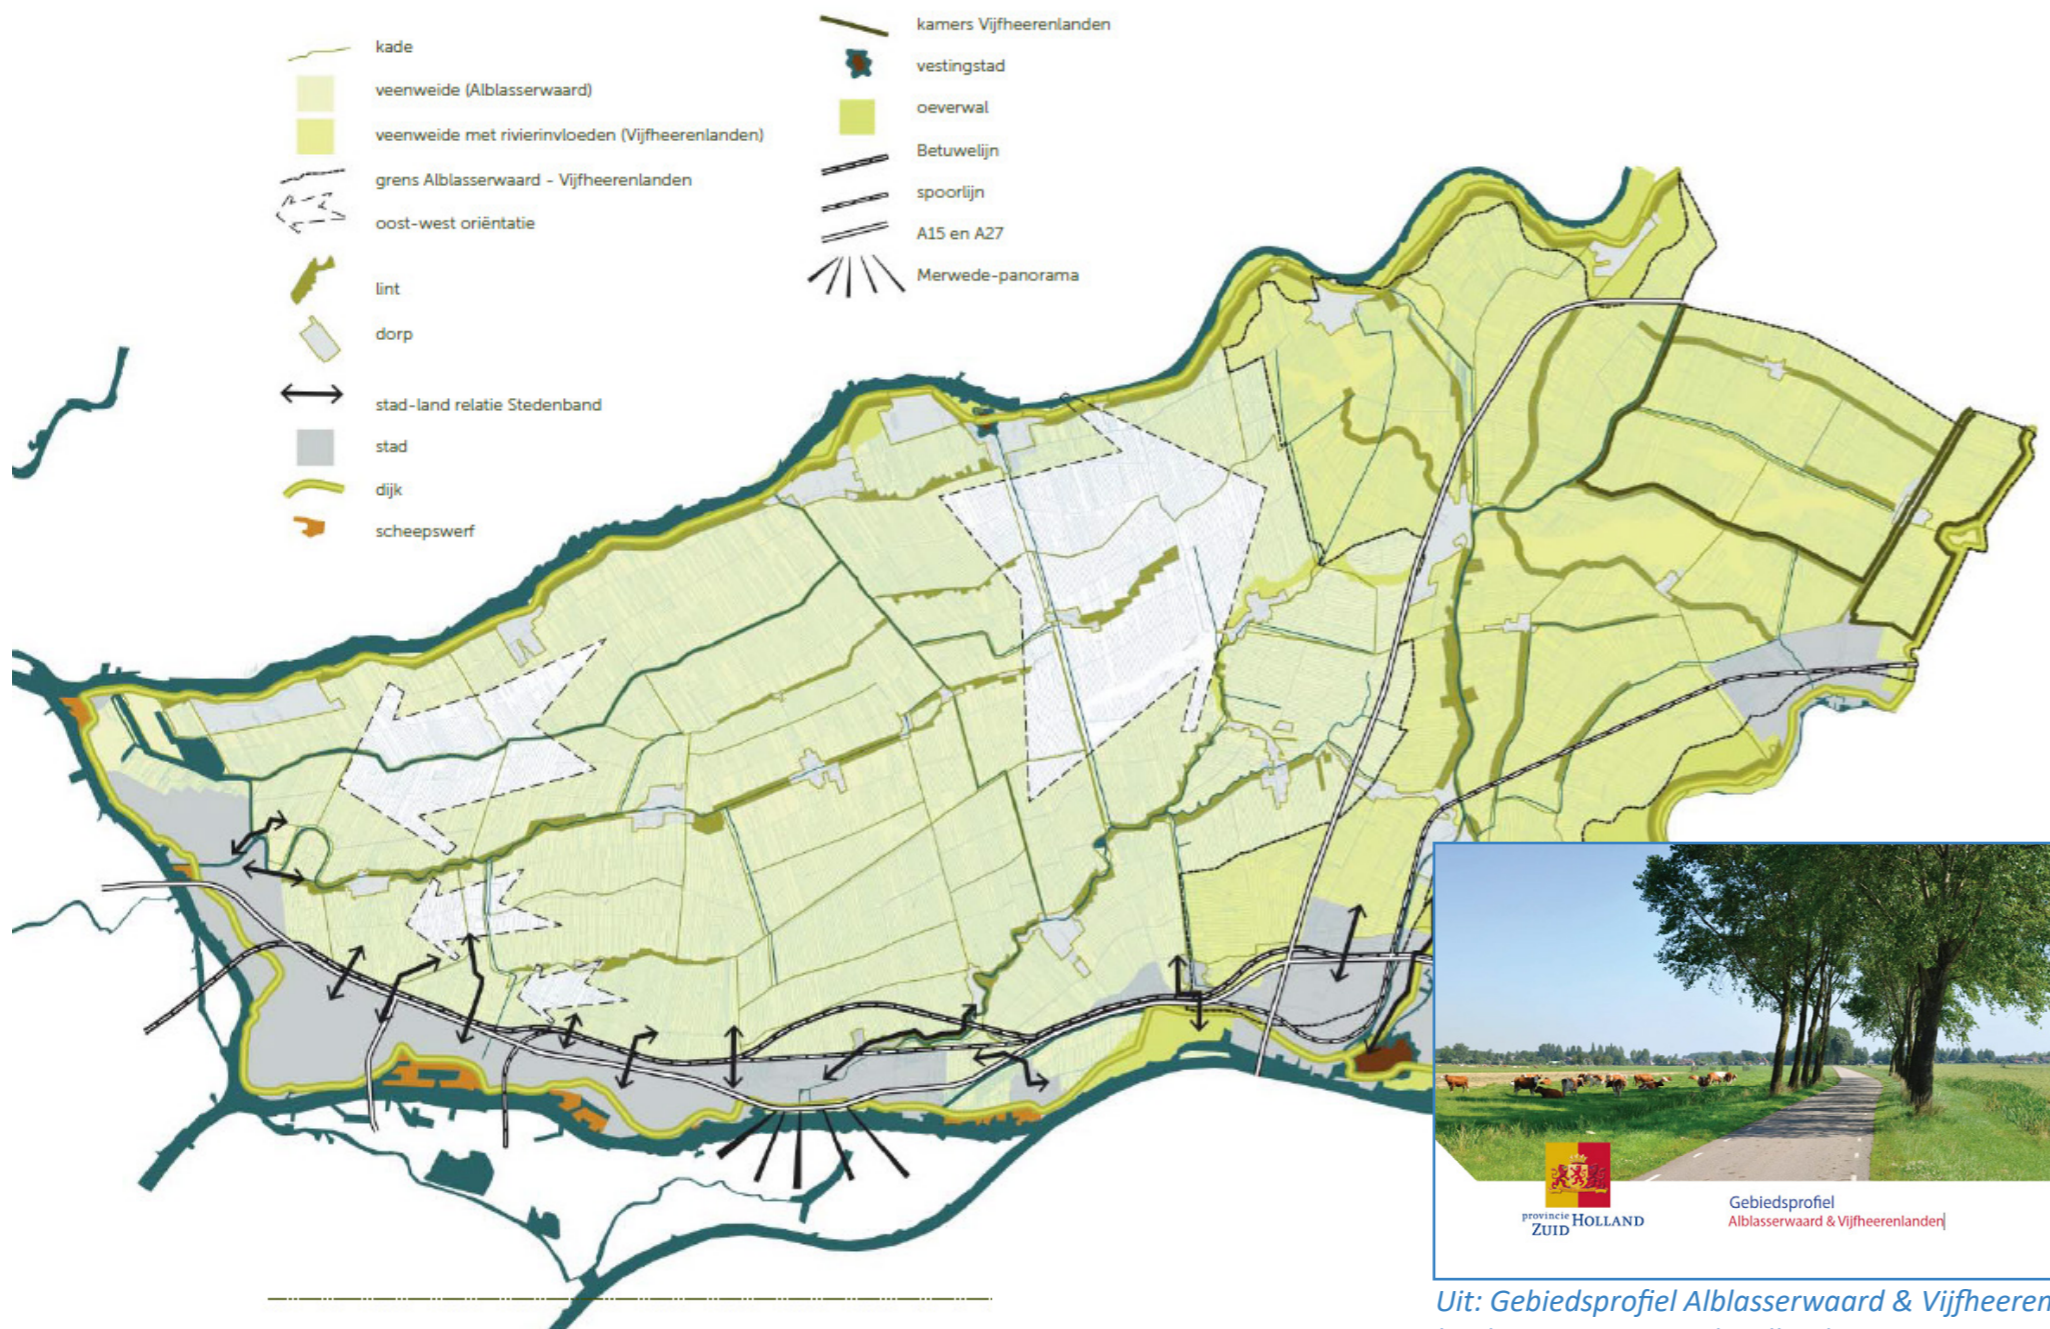 kade
veenweide (Alblasserwaard)
veenweide met rivierinvloeden (Vijfheerenlanden)
grens Alblasserwaard - Vijfheerenlanden
oost-west oriëntatie
lint
dorp
stad-land relatie Stedenband
stad
dijk
scheepswerf
kamers Vijfheerenlanden
vestingstad
oeverwal
Betuwelijn
spoorlijn
A15 en A27
Merwede-panorama
provincie
ZUID HOLLAND
Gebiedsprofiel
Alblasserwaard & Vijfheerenlanden
Uit: Gebiedsprofiel Alblasserwaard & Vijfheeren